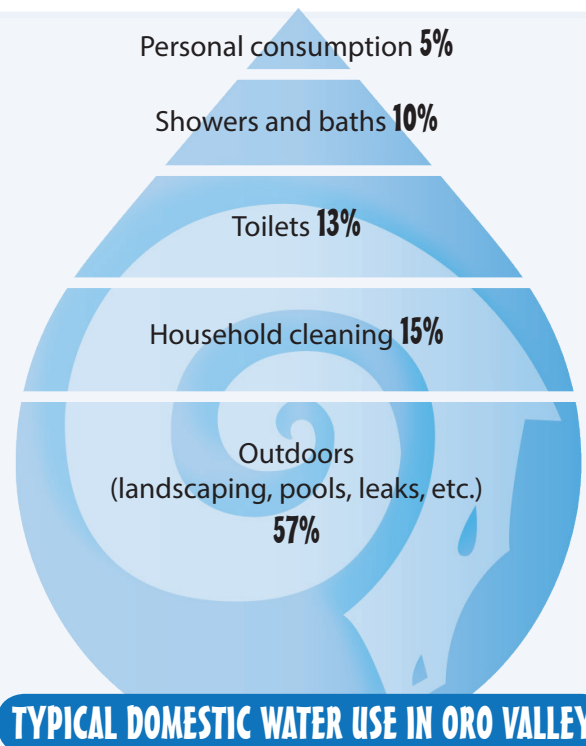 Personal consumption 5%
Showers and baths 10%
Toilets 13%
Household cleaning 15%
Outdoors
(landscaping, pools, leaks, etc.)
57%
TYPICAL DOMESTIC WATER USE IN ORO VALLEY